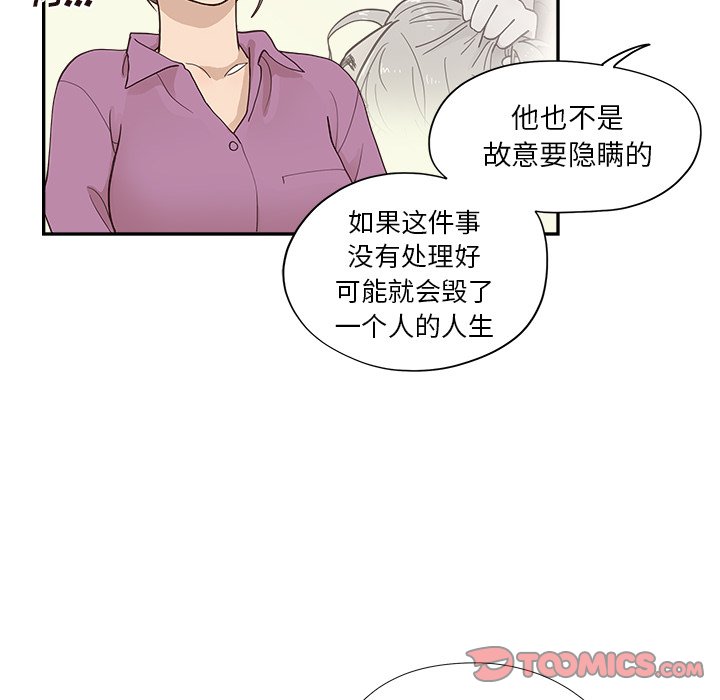 他也不是
故意要隐瞒的
如果这件事
没有处理好
可能就会毁了
一个人的人生
TOOMICS.COM